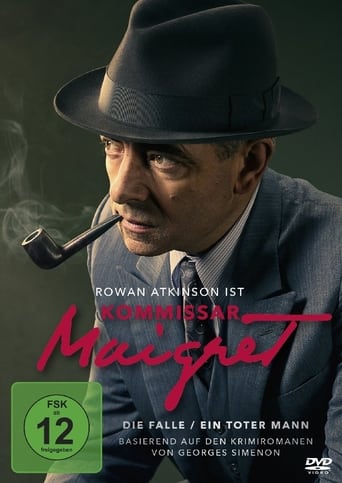 ROWAN ATKINSON IST
KOMMISSAR
Maigret
DIE FALLE / EIN TOTER MANN
BASIEREND AUF DEN KRIMIROMANEN
VON GEORGES SIMENON
FSK
ab
12
freigegeben
DVD
VIDEO